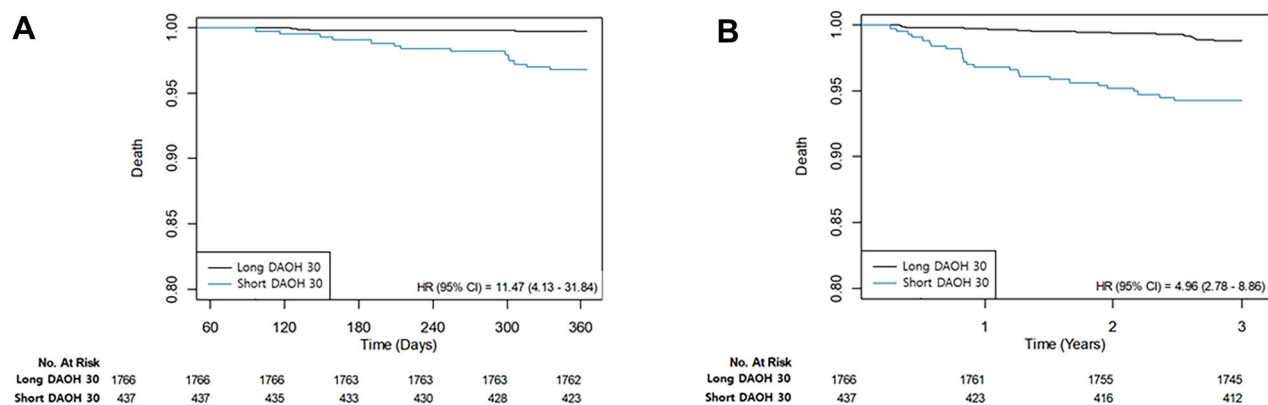 A
Death
1.00
0.95
0.90
0.85
0.80
Long DAOH 30
Short DAOH 30
HR (95% CI) = 11.47 (4.13 - 31.84)
60 120 180 240 300 360
Time (Days)
No. At Risk
Long DAOH 30 1766 1766 1766 1763 1763 1763 1762
Short DAOH 30 437 437 435 433 430 428 423
B
Death
1.00
0.95
0.90
0.85
0.80
Long DAOH 30
Short DAOH 30
HR (95% CI) = 4.96 (2.78 - 8.86)
1 2 3
Time (Years)
No. At Risk
Long DAOH 30 1766 1761 1755 1745
Short DAOH 30 437 423 416 412